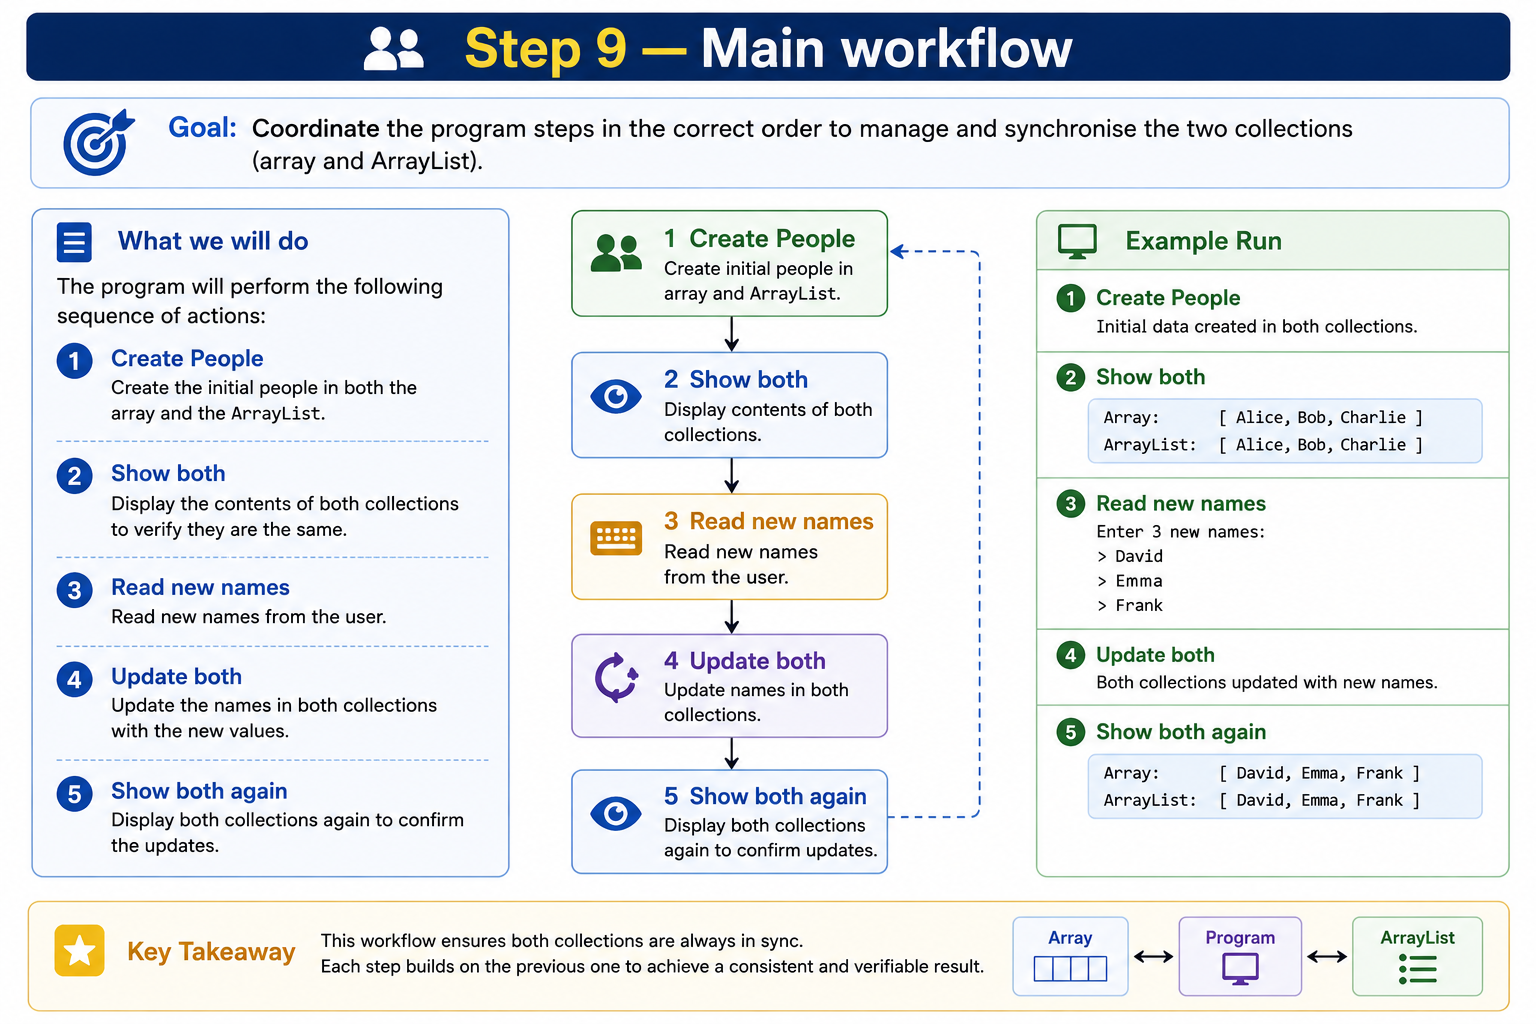 Step 9 — Main workflow
Goal: Coordinate the program steps in the correct order to manage and synchronise the two collections
(array and ArrayList).
What we will do
The program will perform the following
sequence of actions:
1 Create People
Create the initial people in both the
array and the ArrayList.
2 Show both
Display the contents of both collections
to verify they are the same.
3 Read new names
Read new names from the user.
4 Update both
Update the names in both collections
with the new values.
5 Show both again
Display both collections again to confirm
the updates.
1 Create People
Create initial people in
array and ArrayList.
2 Show both
Display contents of both
collections.
3 Read new names
Read new names
from the user.
4 Update both
Update names in both
collections.
5 Show both again
Display both collections
again to confirm updates.
Example Run
1 Create People
Initial data created in both collections.
2 Show both
Array: [ Alice, Bob, Charlie ]
ArrayList: [ Alice, Bob, Charlie ]
3 Read new names
Enter 3 new names:
> David
> Emma
> Frank
4 Update both
Both collections updated with new names.
5 Show both again
Array: [ David, Emma, Frank ]
ArrayList: [ David, Emma, Frank ]
Key Takeaway
This workflow ensures both collections are always in sync.
Each step builds on the previous one to achieve a consistent and verifiable result.
Array
Program
ArrayList